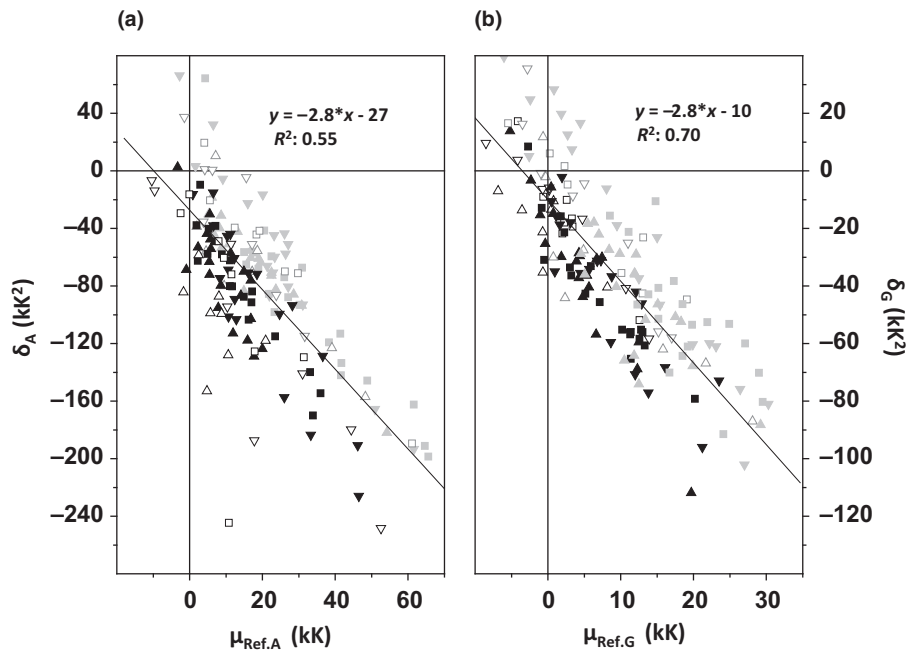 (a)
(b)
y = –2.8*x - 27
R²: 0.55
y = –2.8*x - 10
R²: 0.70
40
0
–40
–80
–120
–160
–200
–240
δA (kK²)
20
0
–20
–40
–60
–80
–100
–120
δG (kK²)
0 20 40 60
μRef.A (kK)
0 10 20 30
μRef.G (kK)